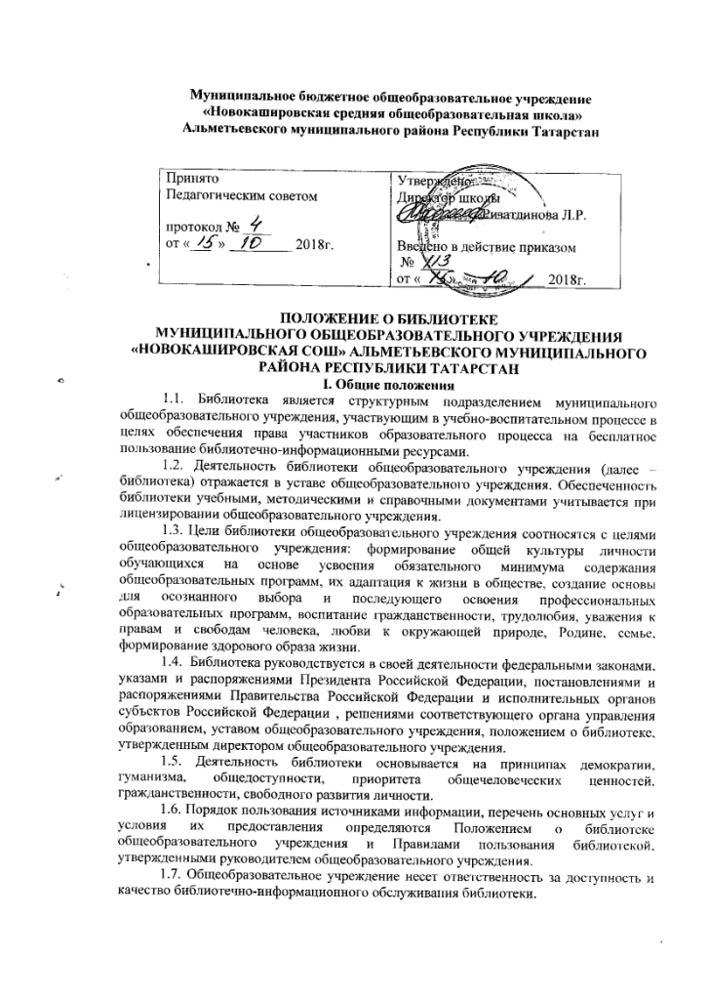 Муниципальное бюджетное общеобразовательное учреждение
«Новокашировская средняя общеобразовательная школа»
Альметьевского муниципального района Республики Татарстан
Принято
Педагогическим советом
протокол № 4
от « 15 » 10 2018г.
Утверждено
Директор школы
Ризатдинова Л.Р.
Введено в действие приказом
№ 113
от « 15 » 10 2018г.
ПОЛОЖЕНИЕ О БИБЛИОТЕКЕ
МУНИЦИПАЛЬНОГО ОБЩЕОБРАЗОВАТЕЛЬНОГО УЧРЕЖДЕНИЯ
«НОВОКАШИРОВСКАЯ СОШ» АЛЬМЕТЬЕВСКОГО МУНИЦИПАЛЬНОГО
РАЙОНА РЕСПУБЛИКИ ТАТАРСТАН
I. Общие положения
1.1. Библиотека является структурным подразделением муниципального
общеобразовательного учреждения, участвующим в учебно-воспитательном процессе в
целях обеспечения права участников образовательного процесса на бесплатное
пользование библиотечно-информационными ресурсами.
1.2. Деятельность библиотеки общеобразовательного учреждения (далее –
библиотека) отражается в уставе общеобразовательного учреждения. Обеспеченность
библиотеки учебными, методическими и справочными документами учитывается при
лицензировании общеобразовательного учреждения.
1.3. Цели библиотеки общеобразовательного учреждения соотносятся с целями
общеобразовательного учреждения: формирование общей культуры личности
обучающихся на основе усвоения обязательного минимума содержания
общеобразовательных программ, их адаптация к жизни в обществе, создание основы
для осознанного выбора и последующего освоения профессиональных
образовательных программ, воспитание гражданственности, трудолюбия, уважения к
правам и свободам человека, любви к окружающей природе, Родине, семье,
формирование здорового образа жизни.
1.4. Библиотека руководствуется в своей деятельности федеральными законами,
указами и распоряжениями Президента Российской Федерации, постановлениями и
распоряжениями Правительства Российской Федерации и исполнительных органов
субъектов Российской Федерации , решениями соответствующего органа управления
образованием, уставом общеобразовательного учреждения, положением о библиотеке,
утвержденным директором общеобразовательного учреждения.
1.5. Деятельность библиотеки основывается на принципах демократии,
гуманизма, общедоступности, приоритета общечеловеческих ценностей,
гражданственности, свободного развития личности.
1.6. Порядок пользования источниками информации, перечень основных услуг и
условия их предоставления определяются Положением о библиотеке
общеобразовательного учреждения и Правилами пользования библиотекой,
утвержденными руководителем общеобразовательного учреждения.
1.7. Общеобразовательное учреждение несет ответственность за доступность и
качество библиотечно-информационного обслуживания библиотеки.